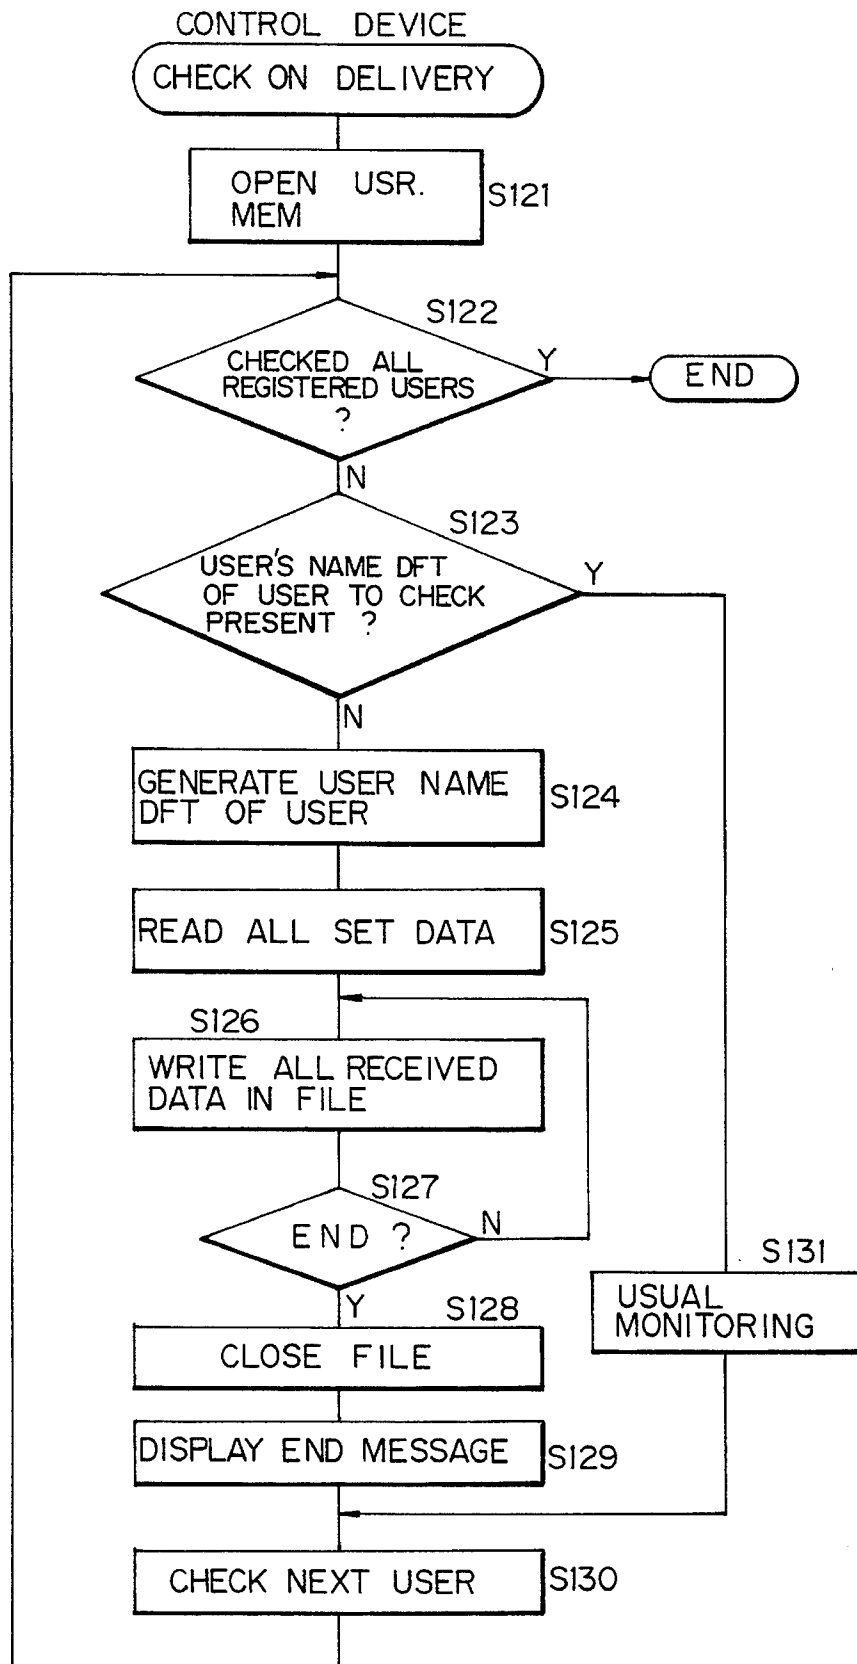 CONTROL DEVICE
CHECK ON DELIVERY
OPEN USR.
MEM
S121
S122
CHECKED ALL
REGISTERED USERS
?
Y
END
N
S123
USER'S NAME DFT
OF USER TO CHECK
PRESENT ?
Y
N
GENERATE USER NAME
DFT OF USER
S124
READ ALL SET DATA
S125
S126
WRITE ALL RECEIVED
DATA IN FILE
S127
END ?
N
Y
S131
USUAL
MONITORING
S128
CLOSE FILE
DISPLAY END MESSAGE
S129
CHECK NEXT USER
S130